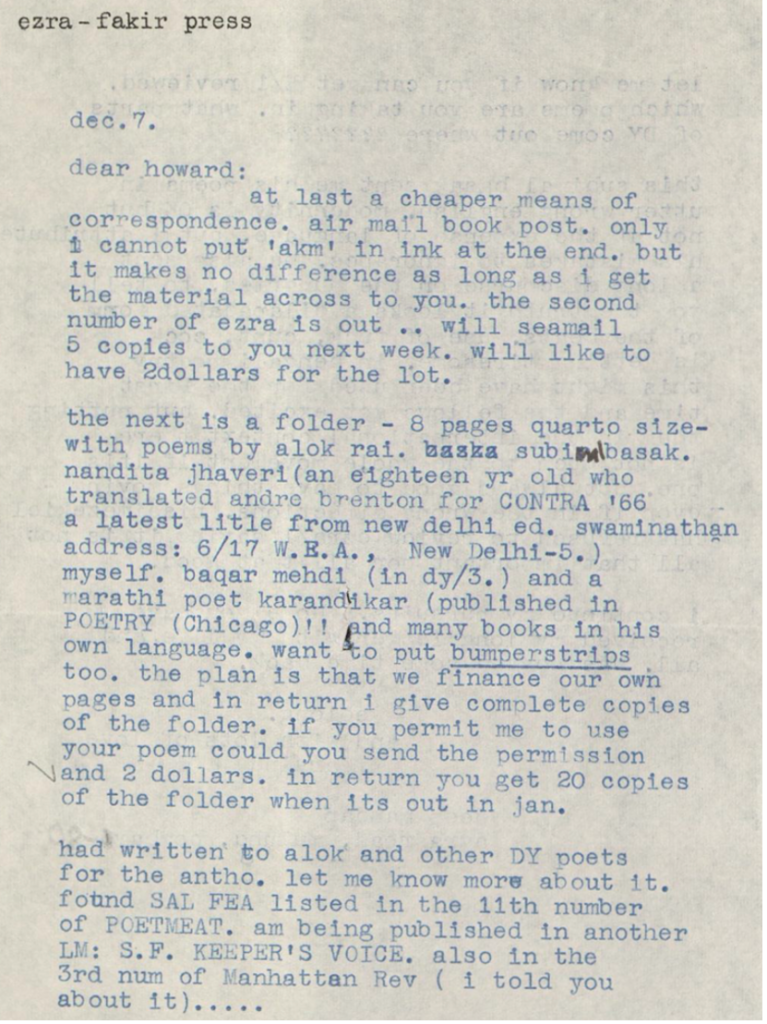 ezra-fakir press
dec.7.
dear howard:
at last a cheaper means of
correspondence. air mail book post. only
i cannot put 'akm' in ink at the end. but
it makes no difference as long as i get
the material across to you. the second
number of ezra is out .. will seamail
5 copies to you next week. will like to
have 2dollars for the lot.
the next is a folder - 8 pages quarto size-
with poems by alok rai. subimal basak.
nandita jhaveri(an eighteen yr old who
translated andre brenton for CONTRA '66
a latest litle from new delhi ed. swaminathan
address: 6/17 W.E.A., New Delhi-5.)
myself. baqar mehdi (in dy/3.) and a
marathi poet karandikar (published in
POETRY (Chicago)!! and many books in his
own language. want to put bumperstrips
too. the plan is that we finance our own
pages and in return i give complete copies
of the folder. if you permit me to use
your poem could you send the permission
and 2 dollars. in return you get 20 copies
of the folder when its out in jan.
had written to alok and other DY poets
for the antho. let me know more about it.
found SAL FEA listed in the 11th number
of POETMEAT. am being published in another
LM: S.F. KEEPER'S VOICE. also in the
3rd num of Manhattan Rev ( i told you
about it).....